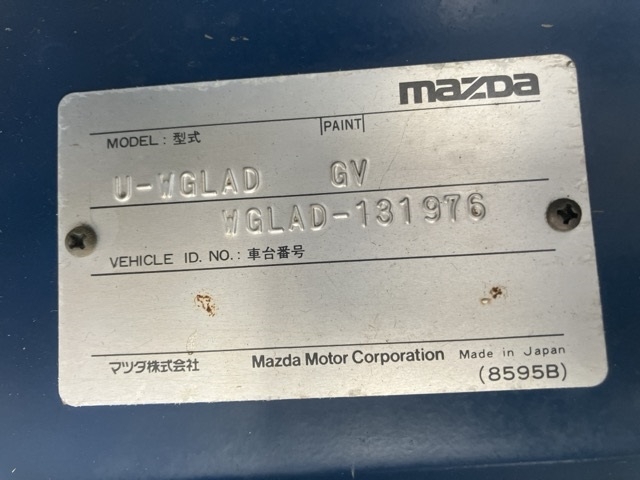 mazda
MODEL : 型式 PAINT
U-WGLAD GV
WGLAD-131976
VEHICLE ID. NO. : 車台番号
マツダ株式会社 Mazda Motor Corporation Made in Japan
(8595B)